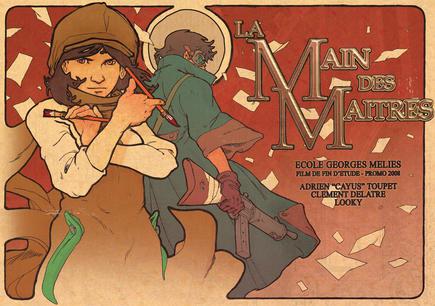 LA
MAIN
DES
MAITRES
ECOLE GEORGES MELIES
FILM DE FIN D'ETUDE - PROMO 2008
ADRIEN "CAYUS" TOUPET
CLEMENT DELATRE
LOOKY